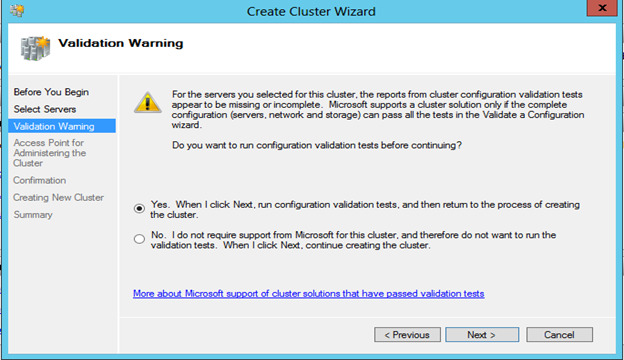 Create Cluster Wizard
x
Validation Warning
Before You Begin
Select Servers
Validation Warning
Access Point for
Administering the
Cluster
Confirmation
Creating New Cluster
Summary
For the servers you selected for this cluster, the reports from cluster configuration validation tests
appear to be missing or incomplete. Microsoft supports a cluster solution only if the complete
configuration (servers, network and storage) can pass all the tests in the Validate a Configuration
wizard.
Do you want to run configuration validation tests before continuing?
Yes. When I click Next, run configuration validation tests, and then return to the process of creating
the cluster.
No. I do not require support from Microsoft for this cluster, and therefore do not want to run the
validation tests. When I click Next, continue creating the cluster.
More about Microsoft support of cluster solutions that have passed validation tests
< Previous
Next >
Cancel